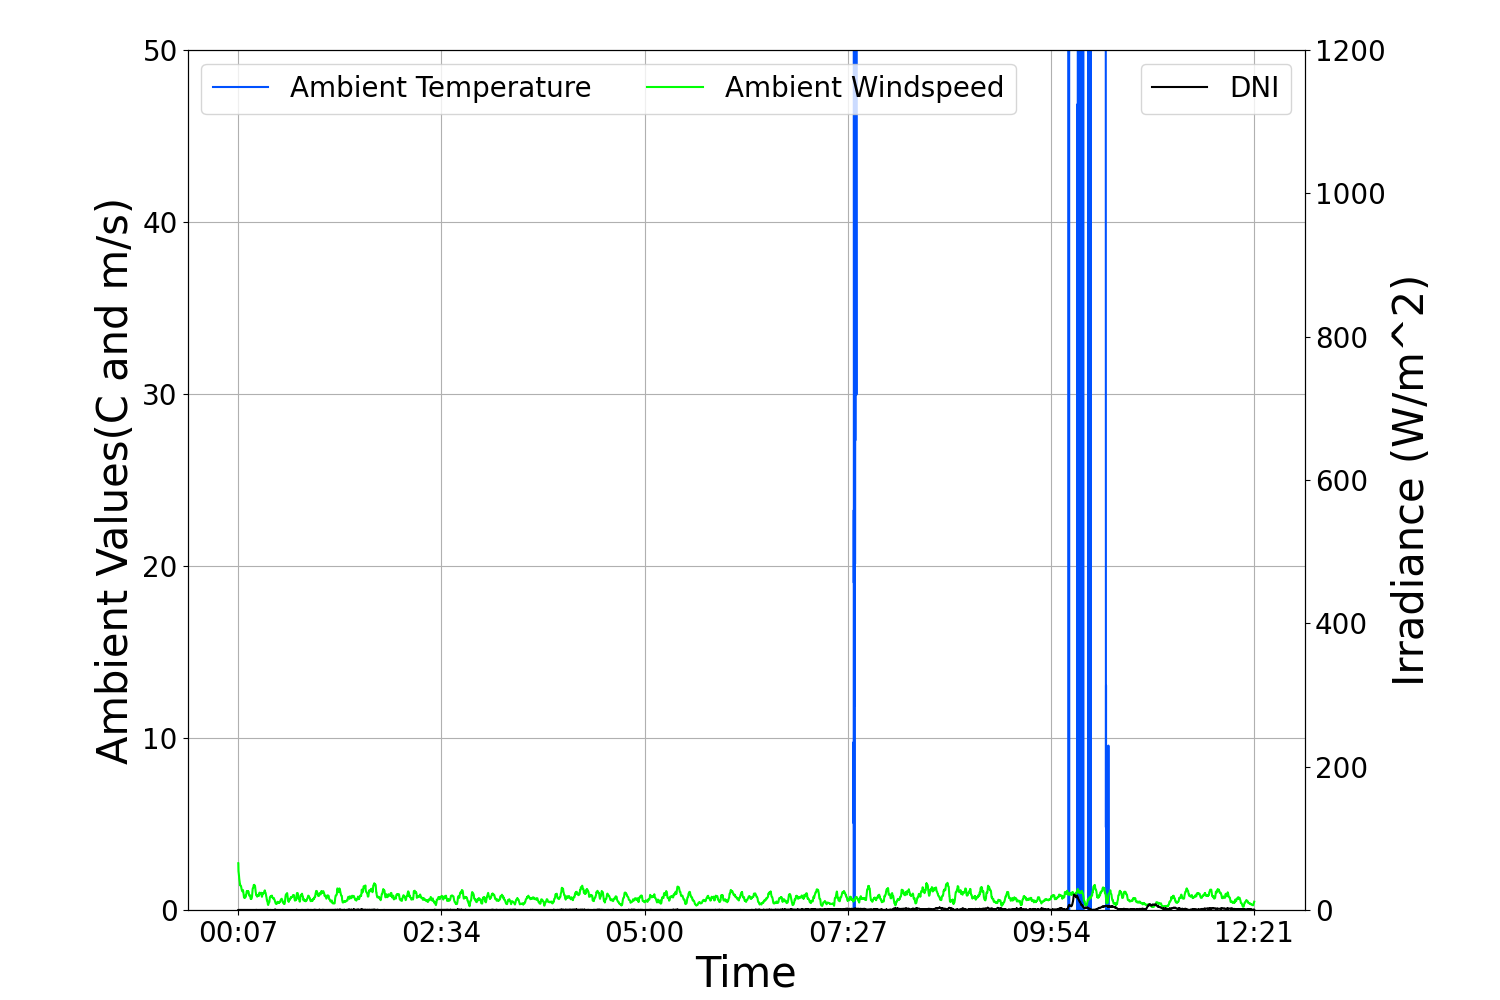 Ambient Temperature
Ambient Windspeed
DNI
Ambient Values(C and m/s)
50
40
30
20
10
0
1200
1000
800
600
400
200
0
Irradiance (W/m^2)
00:07 02:34 05:00 07:27 09:54 12:21
Time